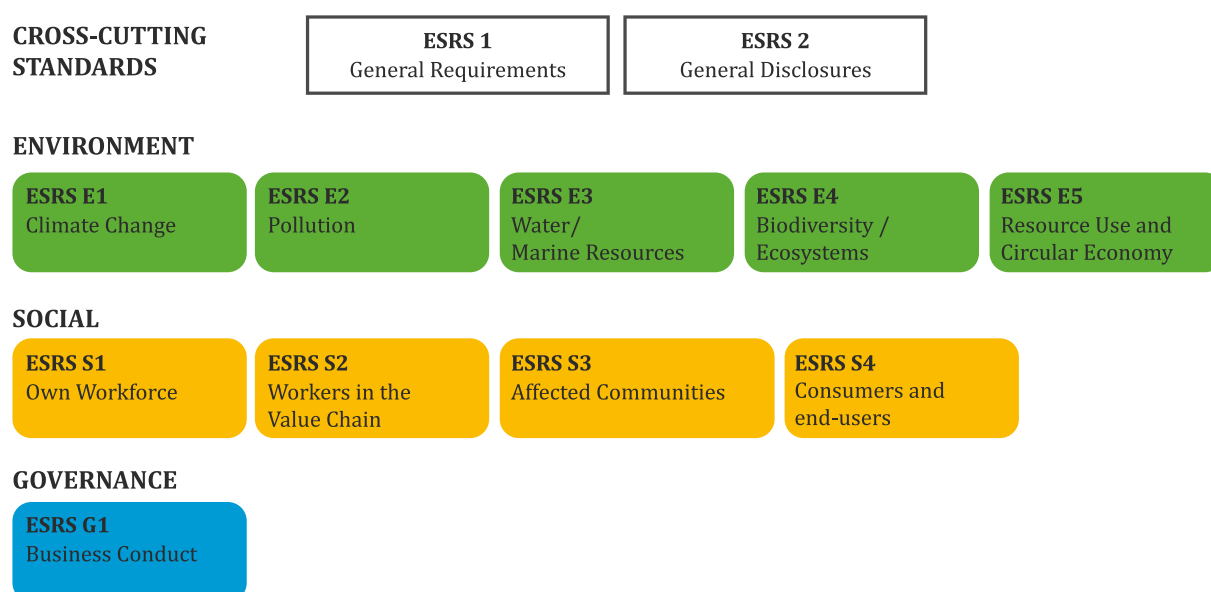 CROSS-CUTTING
STANDARDS
ESRS 1
General Requirements
ESRS 2
General Disclosures
ENVIRONMENT
ESRS E1
Climate Change
ESRS E2
Pollution
ESRS E3
Water/
Marine Resources
ESRS E4
Biodiversity /
Ecosystems
ESRS E5
Resource Use and
Circular Economy
SOCIAL
ESRS S1
Own Workforce
ESRS S2
Workers in the
Value Chain
ESRS S3
Affected Communities
ESRS S4
Consumers and
end-users
GOVERNANCE
ESRS G1
Business Conduct